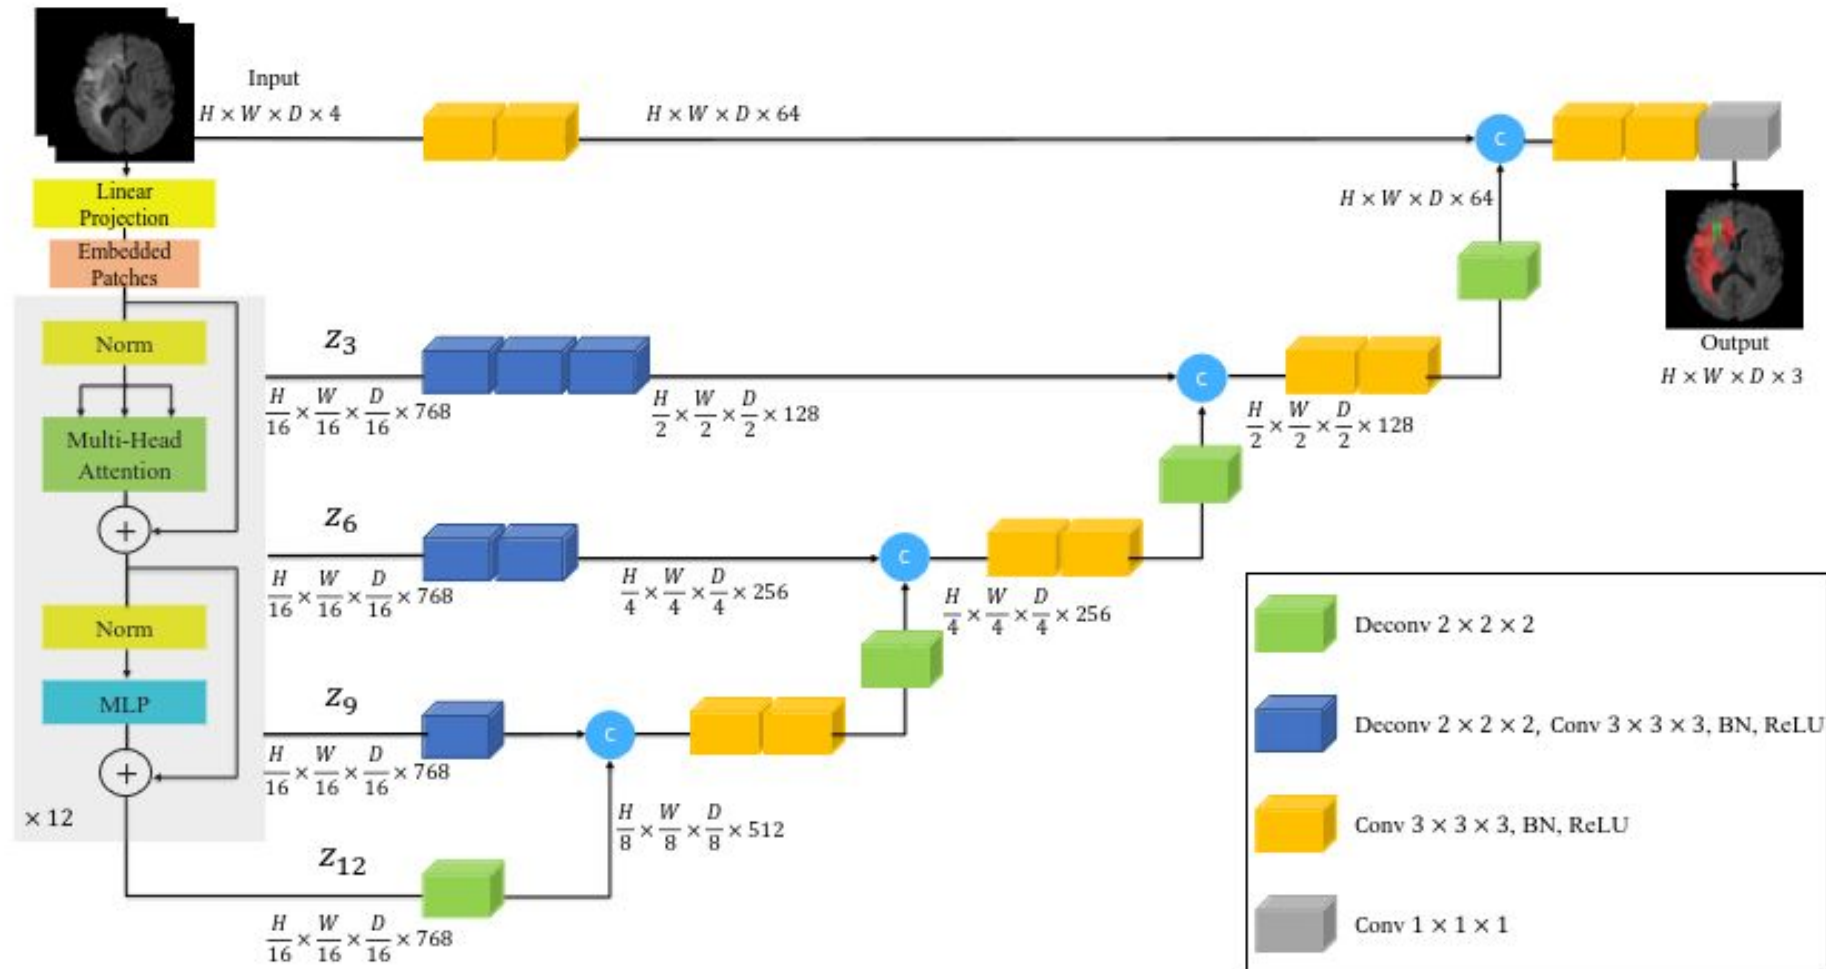 Input
H × W × D × 4
H × W × D × 64
C
Linear
Projection
H × W × D × 64
Embedded
Patches
Norm
z₃
C
Output
H × W × D × 3
H/16 × W/16 × D/16 × 768
H/2 × W/2 × D/2 × 128
H/2 × W/2 × D/2 × 128
Multi-Head
Attention
+
z₆
C
H/16 × W/16 × D/16 × 768
H/4 × W/4 × D/4 × 256
H/4 × W/4 × D/4 × 256
Norm
MLP
z₉
C
H/16 × W/16 × D/16 × 768
+
× 12
H/8 × W/8 × D/8 × 512
z₁₂
H/16 × W/16 × D/16 × 768
Deconv 2 × 2 × 2
Deconv 2 × 2 × 2, Conv 3 × 3 × 3, BN, ReLU
Conv 3 × 3 × 3, BN, ReLU
Conv 1 × 1 × 1